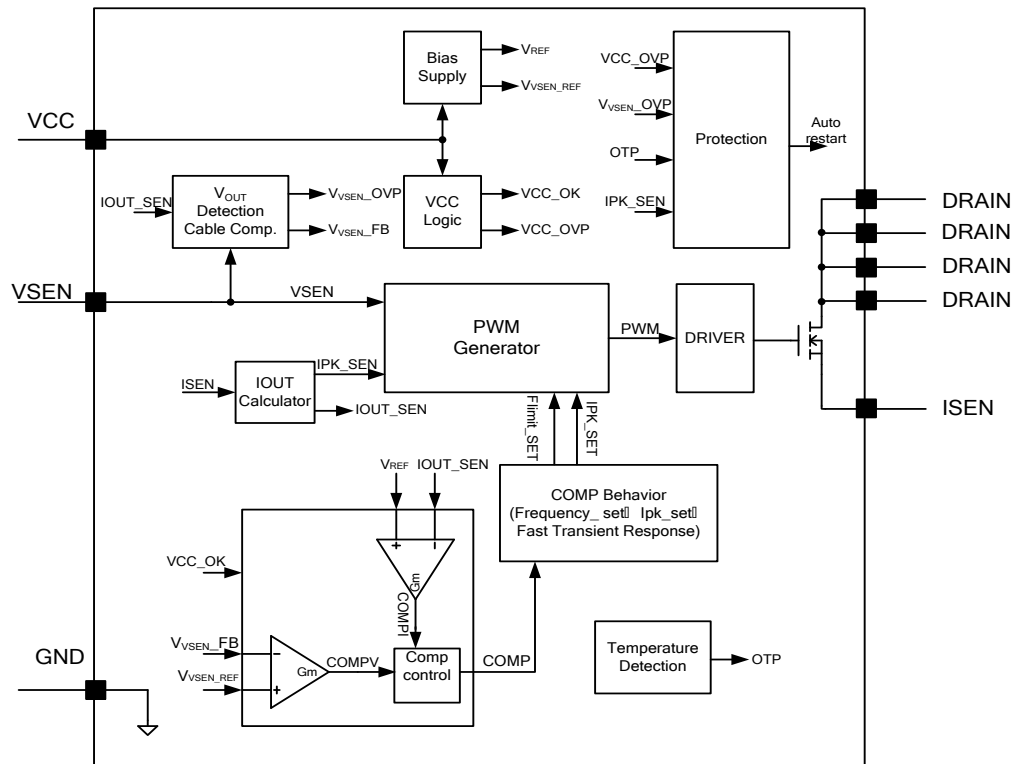 Bias
Supply
VREF
VVSEN_REF
VCC
VCC_OVP
VVSEN_OVP
OTP
IPK_SEN
Protection
Auto
restart
IOUT_SEN
VOUT
Detection
Cable Comp.
VVSEN_OVP
VVSEN_FB
VCC
Logic
VCC_OK
VCC_OVP
DRAIN
DRAIN
DRAIN
DRAIN
VSEN
VSEN
PWM
Generator
PWM
DRIVER
ISEN
IOUT
Calculator
IPK_SEN
IOUT_SEN
ISEN
Flimit_SET
IPK_SET
VREF
IOUT_SEN
COMP Behavior
(Frequency_ set Ipk_set
Fast Transient Response)
VCC_OK
+
−
Gm
COMPI
VVSEN_FB
VVSEN_REF
−
+
Gm
COMPV
Comp
control
COMP
GND
Temperature
Detection
OTP